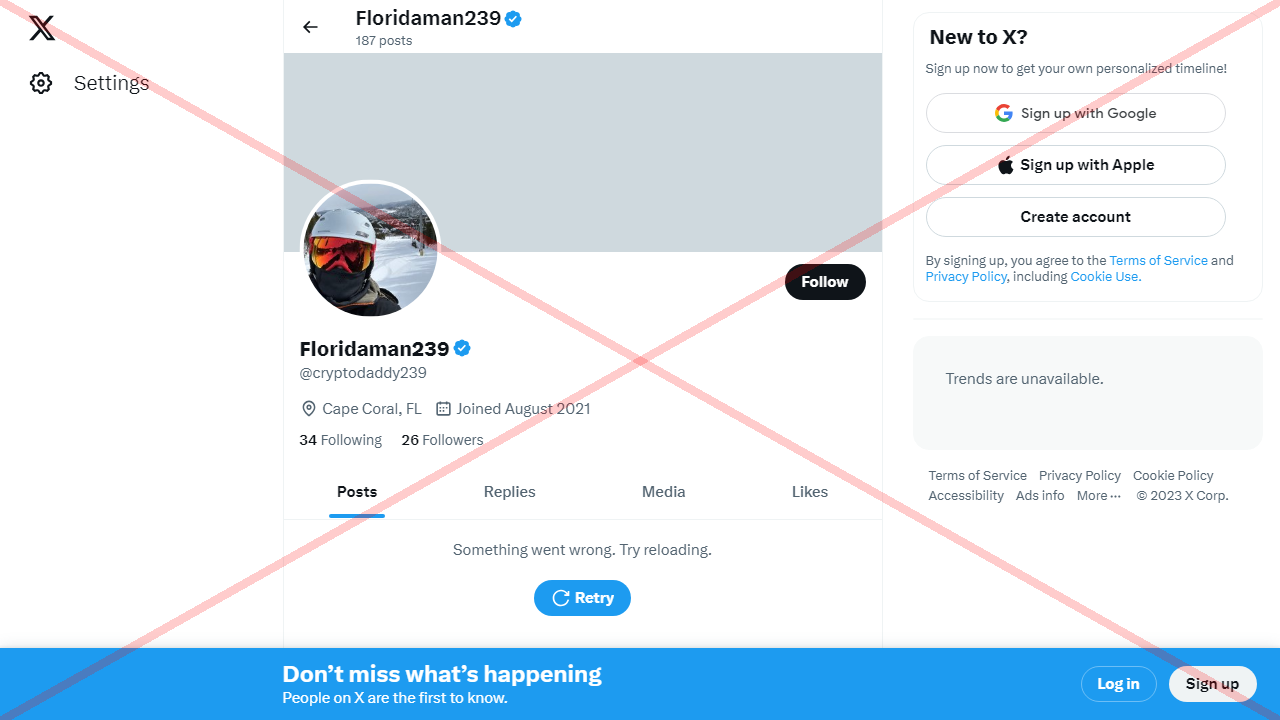 Settings
Floridaman239
187 posts
Follow
Floridaman239
@cryptodaddy239
Cape Coral, FL Joined August 2021
34 Following 26 Followers
Posts Replies Media Likes
Something went wrong. Try reloading.
Retry
New to X?
Sign up now to get your own personalized timeline!
Sign up with Google
Sign up with Apple
Create account
By signing up, you agree to the Terms of Service and
Privacy Policy, including Cookie Use.
Trends are unavailable.
Terms of Service Privacy Policy Cookie Policy
Accessibility Ads info More ... © 2023 X Corp.
Don’t miss what’s happening
People on X are the first to know.
Log in Sign up